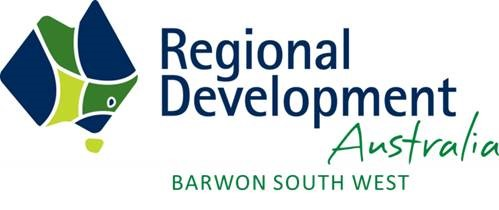 Regional
Development
Australia
BARWON SOUTH WEST